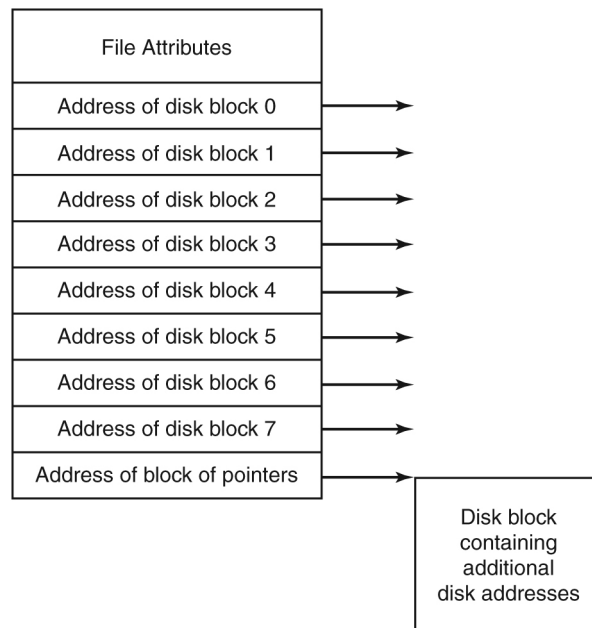 File Attributes
Address of disk block 0
Address of disk block 1
Address of disk block 2
Address of disk block 3
Address of disk block 4
Address of disk block 5
Address of disk block 6
Address of disk block 7
Address of block of pointers
Disk block
containing
additional
disk addresses